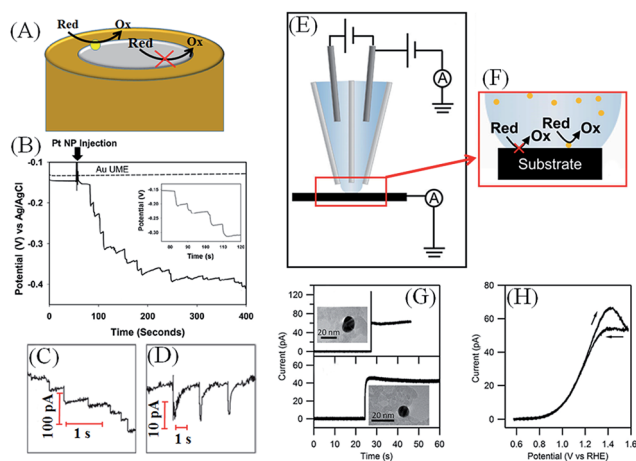 (A)
Red
Ox
Red
Ox
(B)
Pt NP Injection
Au UME
-0.1
-0.2
-0.3
-0.4
Potential (V) vs Ag/AgCl
0
100
200
300
400
Time (Seconds)
-0.15
-0.20
-0.25
-0.30
Potential (V)
80
90
100
110
120
Time (s)
(C)
100 pA
1 s
(D)
10 pA
1 s
(E)
A
A
(F)
Red
Ox
Red
Ox
Substrate
(G)
120
80
40
0
20 nm
100
50
0
20 nm
Current (pA)
0
10
20
30
40
50
60
Time (s)
(H)
80
60
40
20
0
Current (pA)
0.6
0.8
1.0
1.2
1.4
1.6
Potential (V vs RHE)